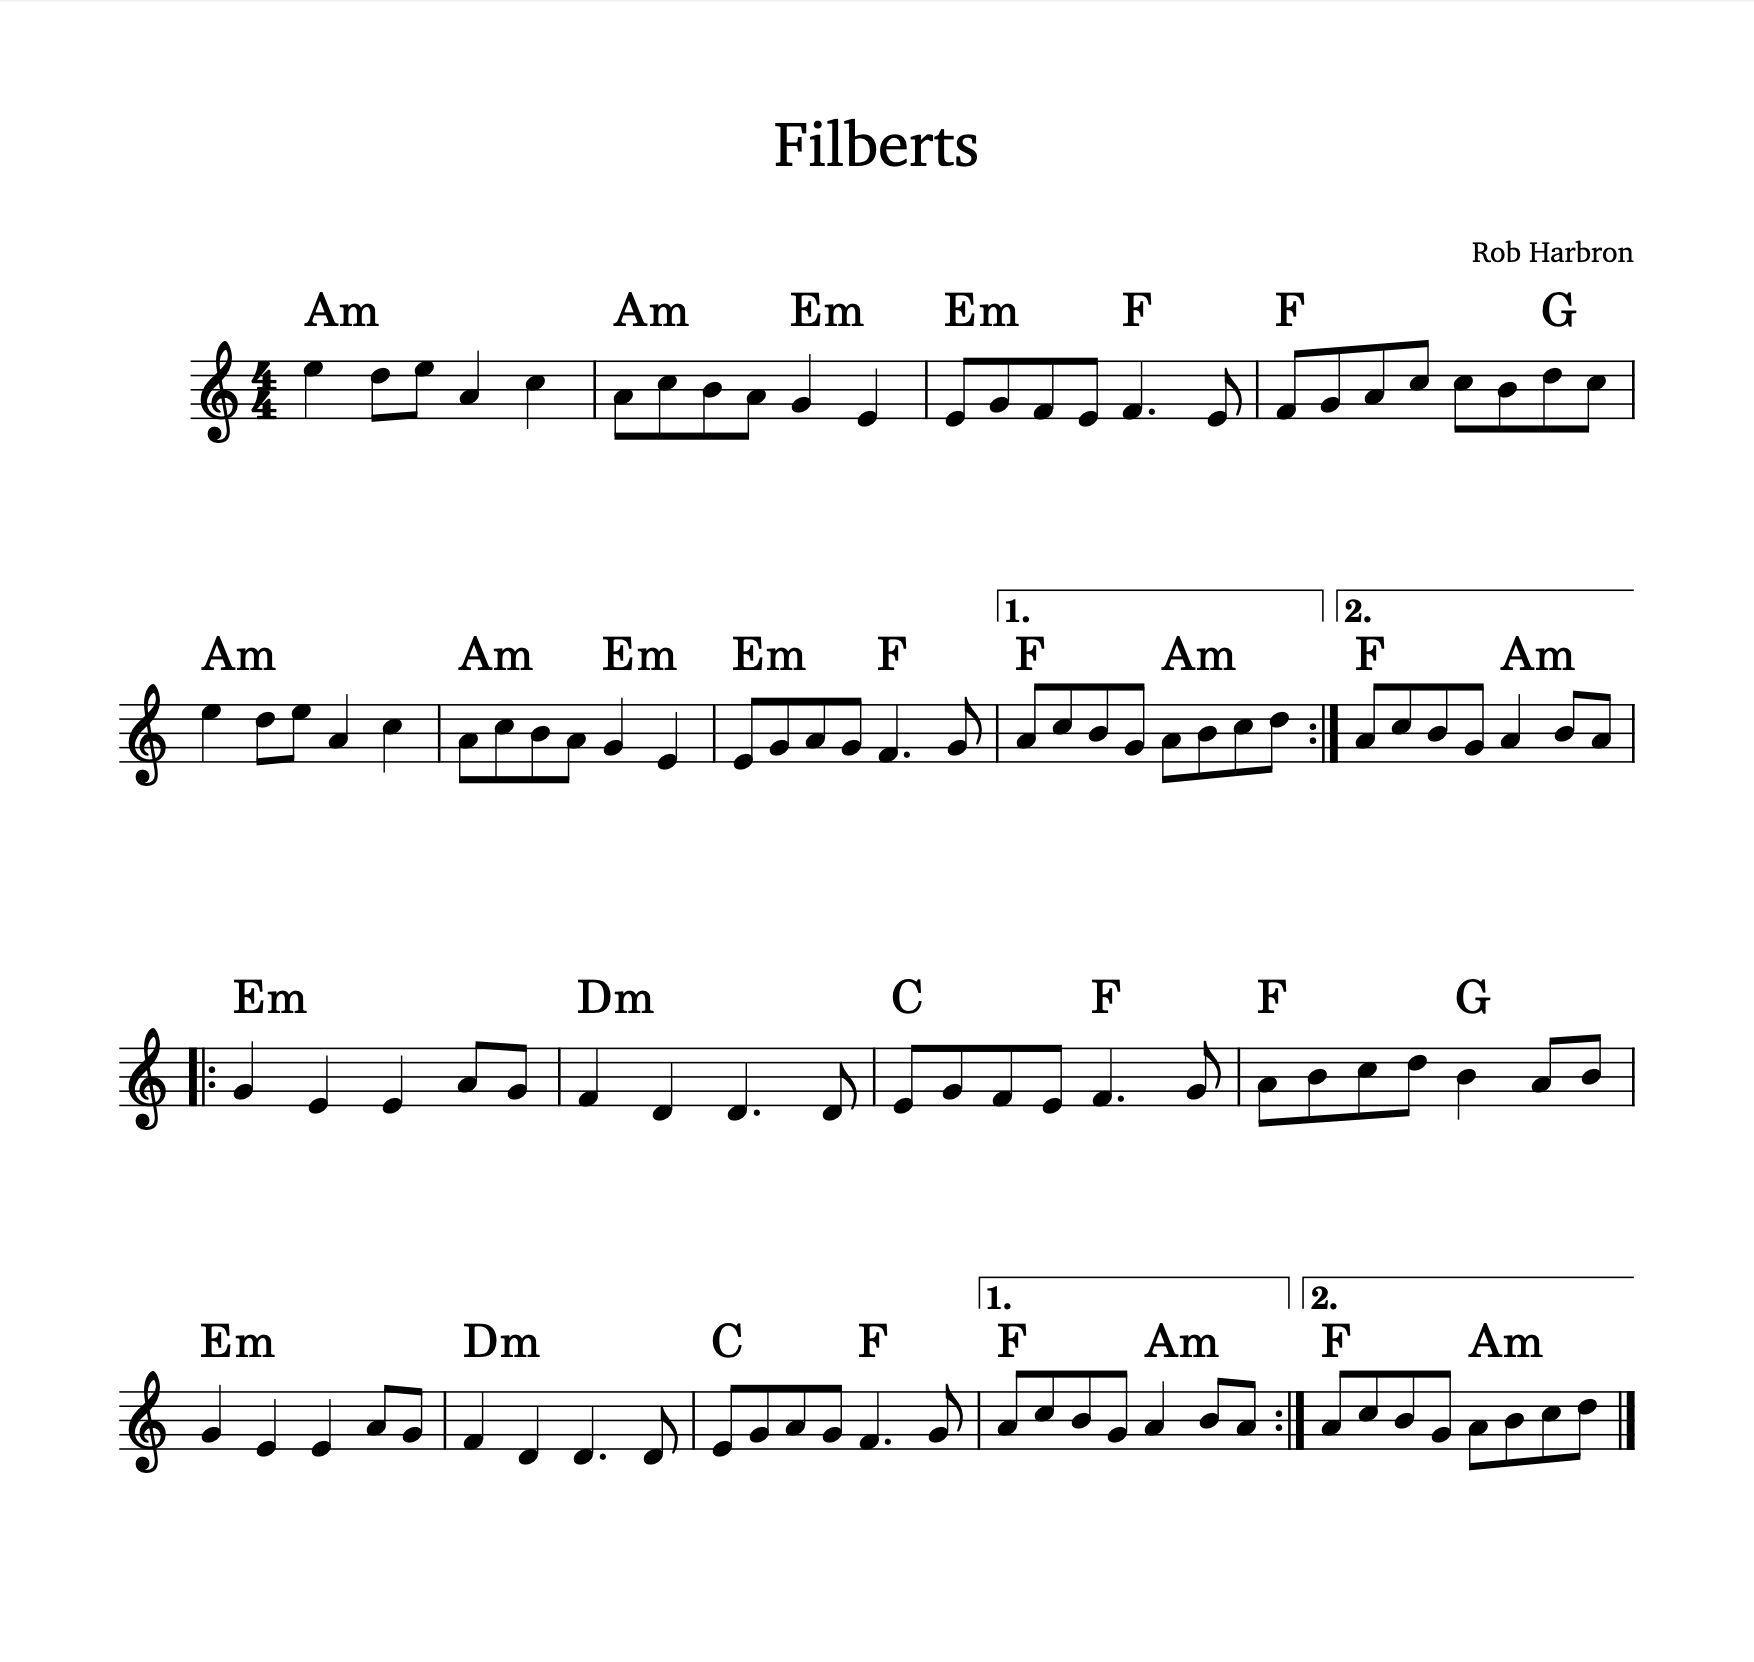 Filberts
Rob Harbron
Am Am Em Em F F G
4
4
1. 2.
Am Am Em Em F F Am F Am
Em Dm C F F G
1. 2.
Em Dm C F F Am F Am